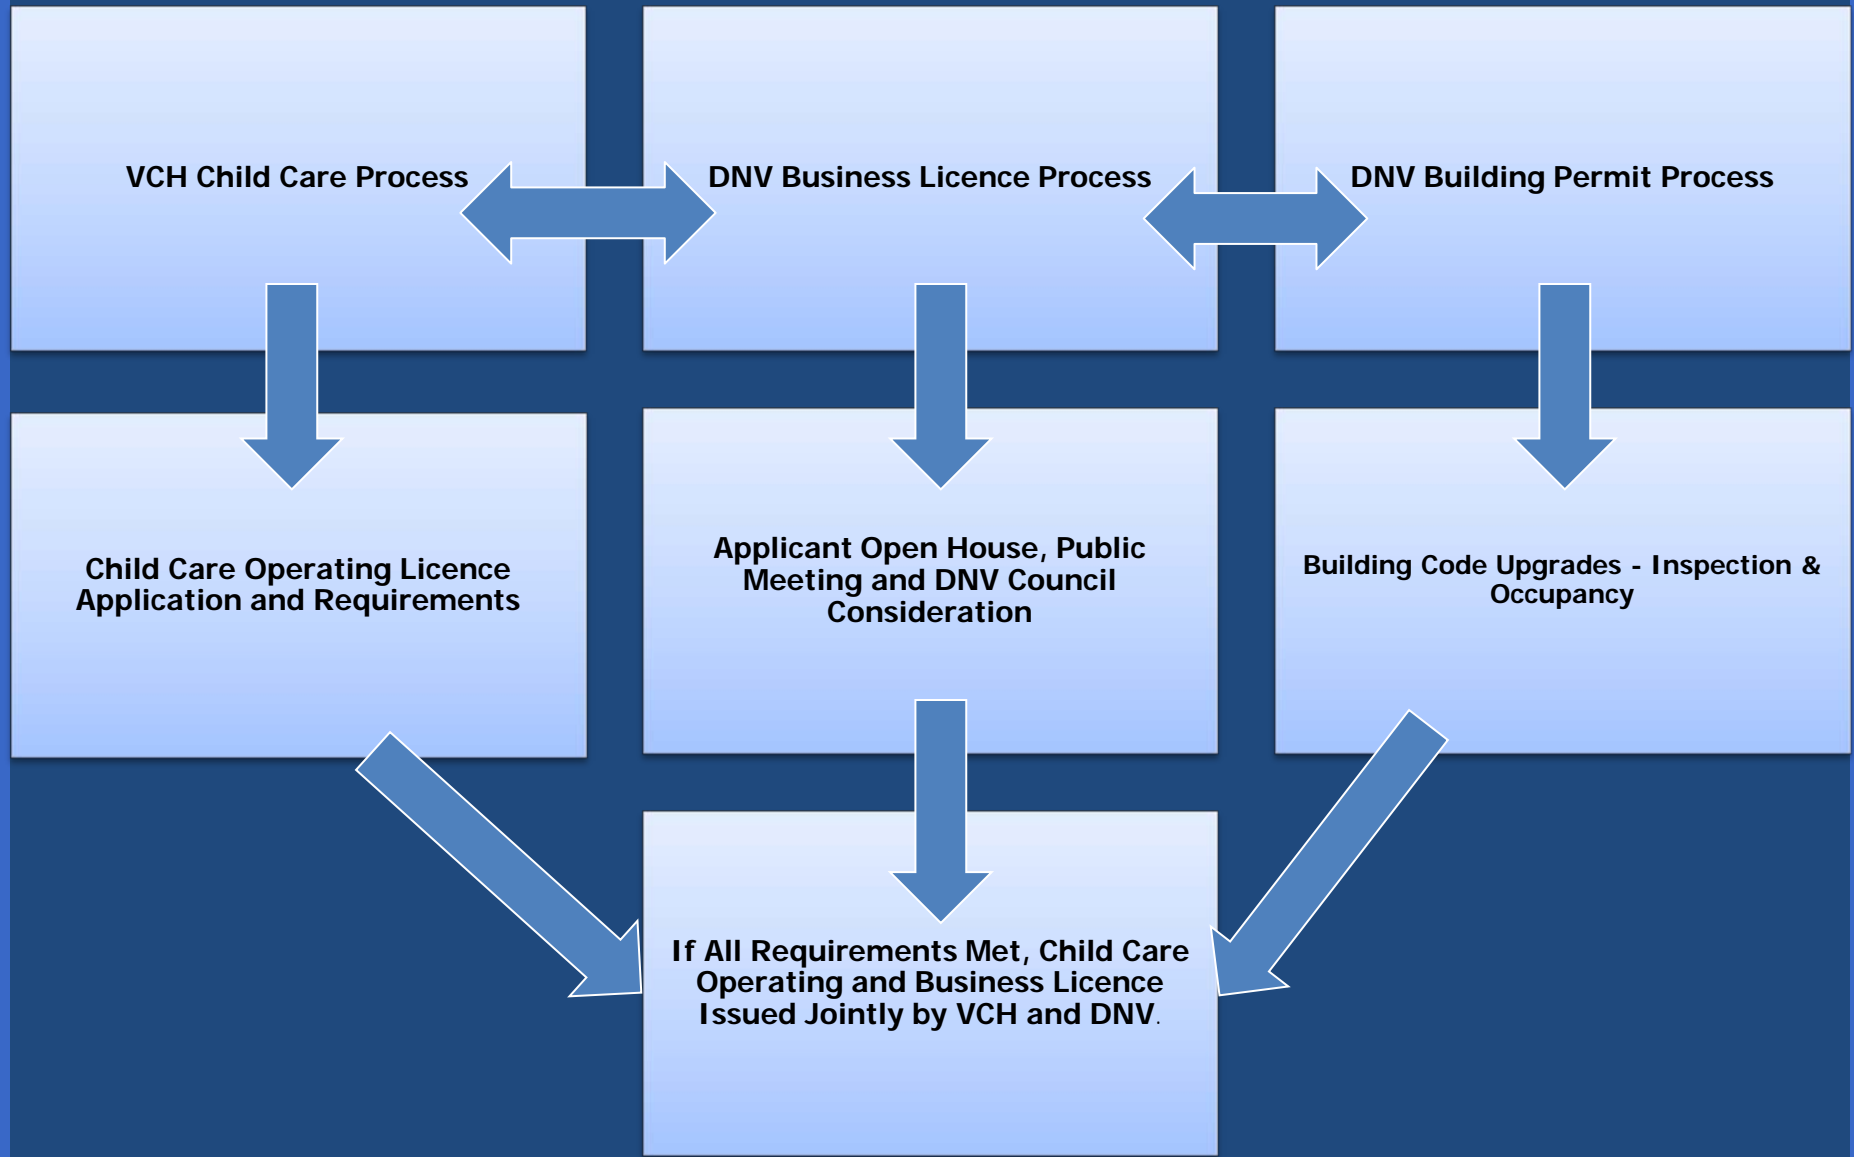 VCH Child Care Process
DNV Business Licence Process
DNV Building Permit Process
Child Care Operating Licence
Application and Requirements
Applicant Open House, Public
Meeting and DNV Council
Consideration
Building Code Upgrades - Inspection &
Occupancy
If All Requirements Met, Child Care
Operating and Business Licence
Issued Jointly by VCH and DNV.